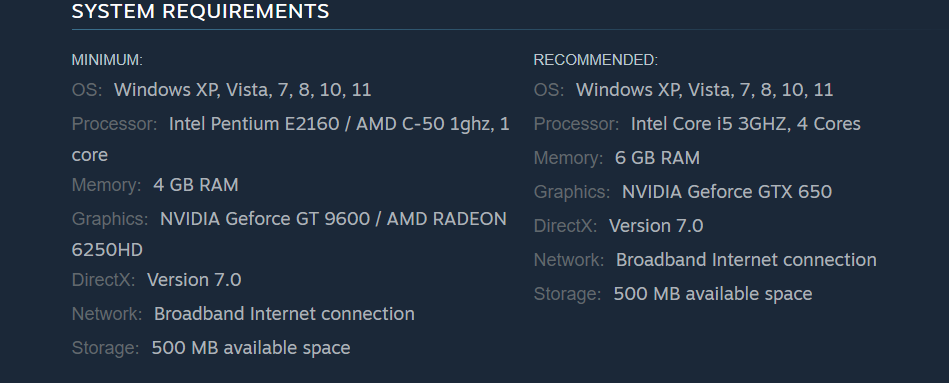 SYSTEM REQUIREMENTS
MINIMUM:
OS: Windows XP, Vista, 7, 8, 10, 11
Processor: Intel Pentium E2160 / AMD C-50 1ghz, 1
core
Memory: 4 GB RAM
Graphics: NVIDIA Geforce GT 9600 / AMD RADEON
6250HD
DirectX: Version 7.0
Network: Broadband Internet connection
Storage: 500 MB available space
RECOMMENDED:
OS: Windows XP, Vista, 7, 8, 10, 11
Processor: Intel Core i5 3GHZ, 4 Cores
Memory: 6 GB RAM
Graphics: NVIDIA Geforce GTX 650
DirectX: Version 7.0
Network: Broadband Internet connection
Storage: 500 MB available space